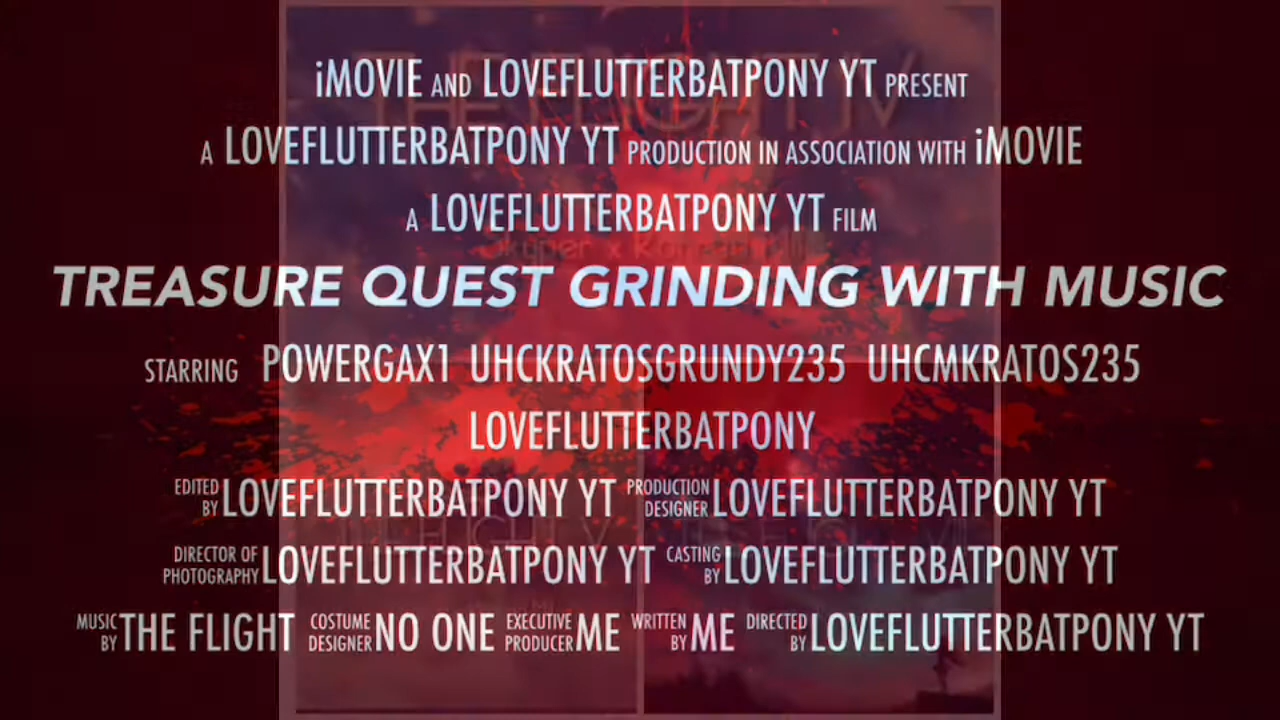 iMOVIE AND LOVEFLUTTERBATPONY YT PRESENT
A LOVEFLUTTERBATPONY YT PRODUCTION IN ASSOCIATION WITH iMOVIE
A LOVEFLUTTERBATPONY YT FILM
TREASURE QUEST GRINDING WITH MUSIC
STARRING POWERGAX1 UHCKRATOSGRUNDY235 UHCMKRATOS235
LOVEFLUTTERBATPONY
EDITED BY LOVEFLUTTERBATPONY YT PRODUCTION DESIGNER LOVEFLUTTERBATPONY YT
DIRECTOR OF PHOTOGRAPHY LOVEFLUTTERBATPONY YT CASTING BY LOVEFLUTTERBATPONY YT
MUSIC BY THE FLIGHT COSTUME DESIGNER NO ONE EXECUTIVE PRODUCER ME WRITTEN BY ME DIRECTED BY LOVEFLUTTERBATPONY YT
THE FLIGHT IV